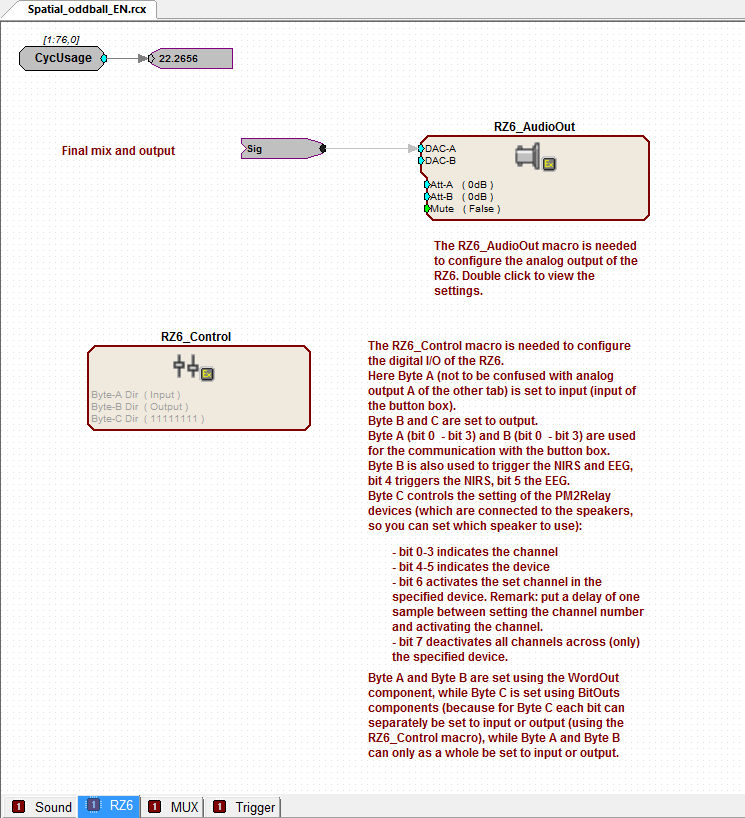 Spatial_oddball_EN.rcx
[1:76,0]
CycUsage
22.2656
RZ6_AudioOut
Final mix and output
Sig
DAC-A
DAC-B
Att-A ( 0dB )
Att-B ( 0dB )
Mute ( False )
The RZ6_AudioOut macro is needed
to configure the analog output of the
RZ6. Double click to view the
settings.
RZ6_Control
Byte-A Dir ( Input )
Byte-B Dir ( Output )
Byte-C Dir ( 11111111 )
The RZ6_Control macro is needed to configure
the digital I/O of the RZ6.
Here Byte A (not to be confused with analog
output A of the other tab) is set to input (input of
the button box).
Byte B and C are set to output.
Byte A (bit 0 - bit 3) and B (bit 0 - bit 3) are used
for the communication with the button box.
Byte B is also used to trigger the NIRS and EEG,
bit 4 triggers the NIRS, bit 5 the EEG.
Byte C controls the setting of the PM2Relay
devices (which are connected to the speakers,
so you can set which speaker to use):
- bit 0-3 indicates the channel
- bit 4-5 indicates the device
- bit 6 activates the set channel in the
specified device. Remark: put a delay of one
sample between setting the channel number
and activating the channel.
- bit 7 deactivates all channels across (only)
the specified device.
Byte A and Byte B are set using the WordOut
component, while Byte C is set using BitOuts
components (because for Byte C each bit can
separately be set to input or output (using the
RZ6_Control macro), while Byte A and Byte B
can only as a whole be set to input or output.
1 Sound 1 RZ6 1 MUX 1 Trigger